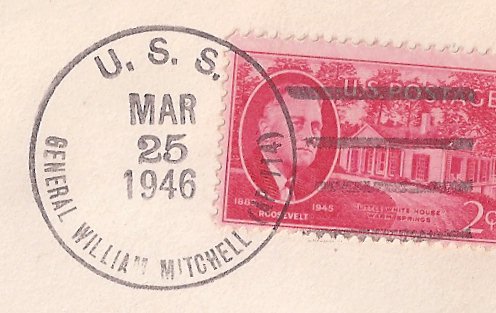 U. S. S.
MAR
25
1946
GENERAL WILLIAM MITCHELL (AP 114)
U.S. POSTAGE
1882 1945
ROOSEVELT
LITTLE WHITE HOUSE
WARM SPRINGS
2¢